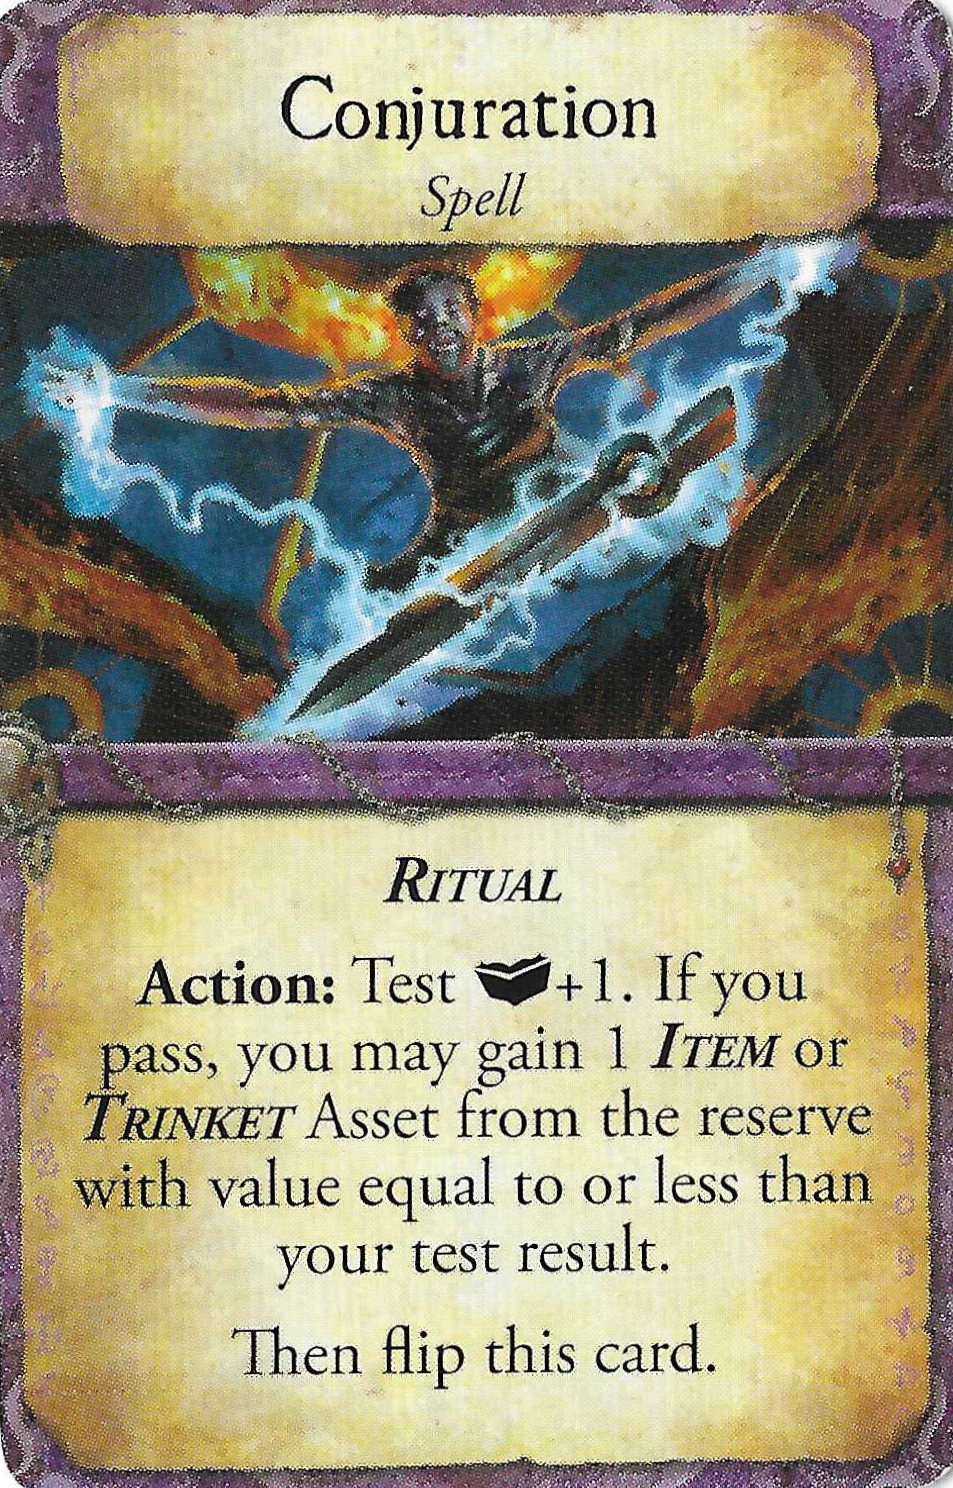 Conjuration
Spell
RITUAL
Action: Test +1. If you
pass, you may gain 1 ITEM or
TRINKET Asset from the reserve
with value equal to or less than
your test result.
Then flip this card.